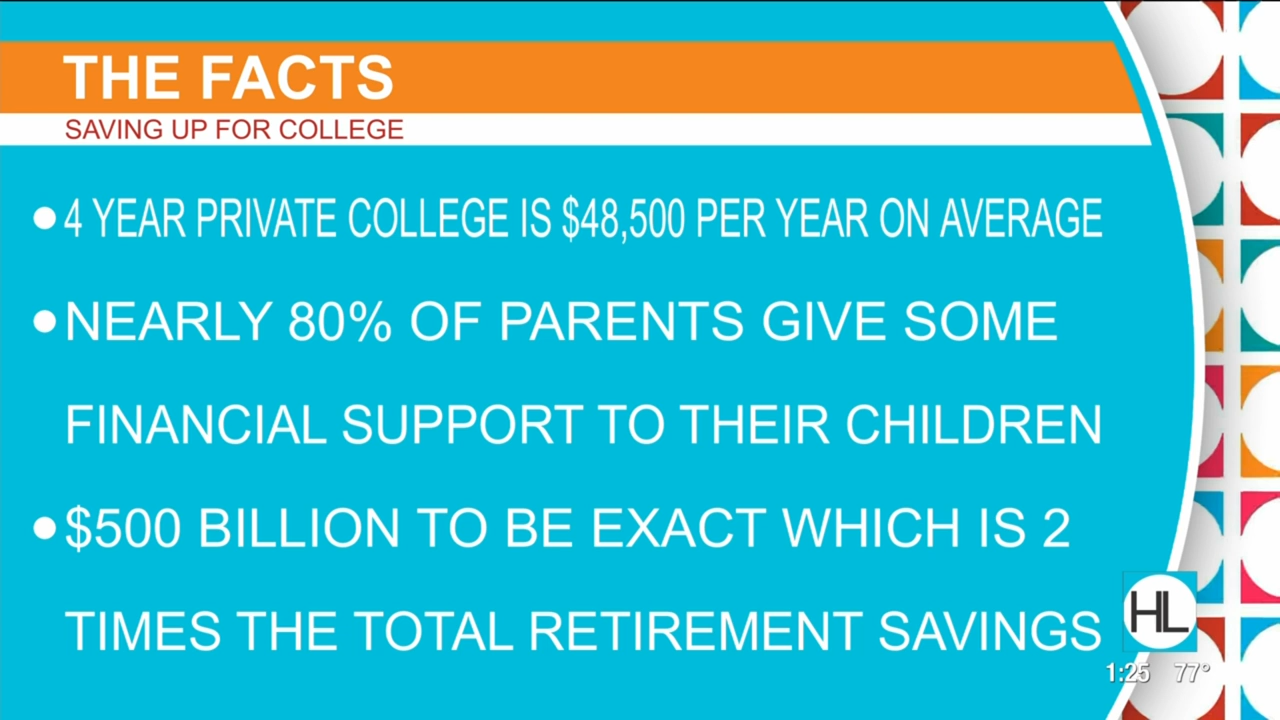 THE FACTS
SAVING UP FOR COLLEGE
•4 YEAR PRIVATE COLLEGE IS $48,500 PER YEAR ON AVERAGE
•NEARLY 80% OF PARENTS GIVE SOME
FINANCIAL SUPPORT TO THEIR CHILDREN
•$500 BILLION TO BE EXACT WHICH IS 2
TIMES THE TOTAL RETIREMENT SAVINGS
HL
1:25 77°